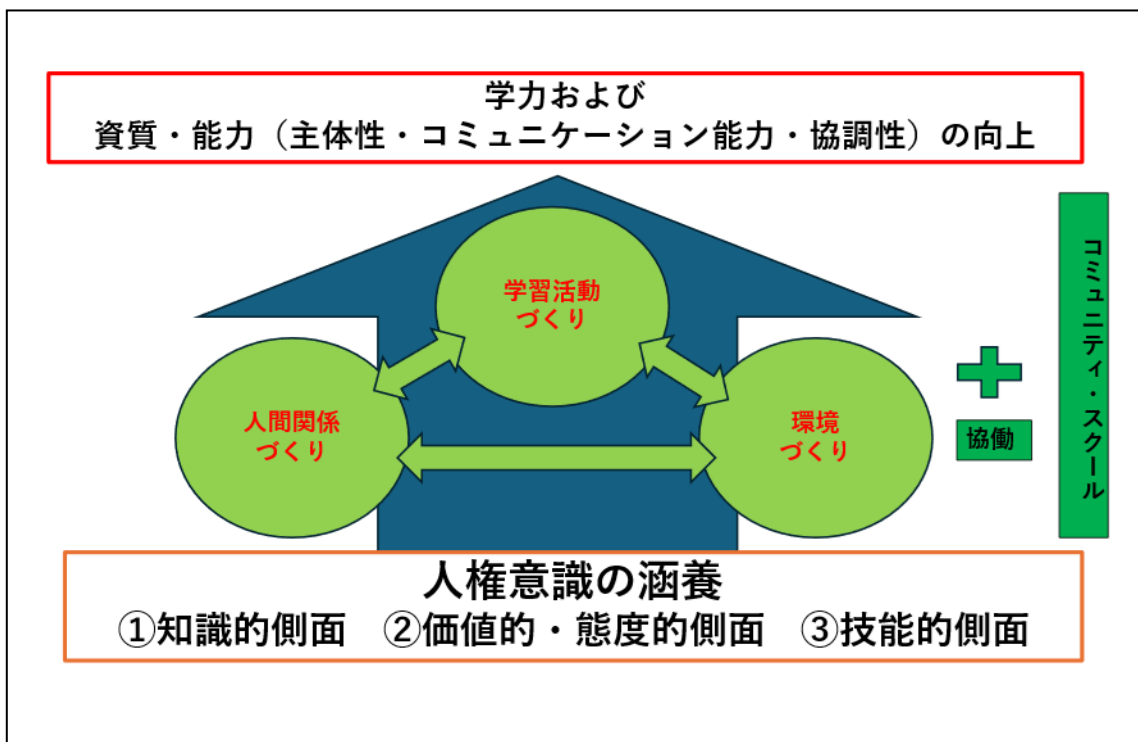 学力および
資質・能力（主体性・コミュニケーション能力・協調性）の向上
学習活動
づくり
人間関係
づくり
環境
づくり
協働
コミュニティ・スクール
人権意識の涵養
①知識的側面　②価値的・態度的側面　③技能的側面